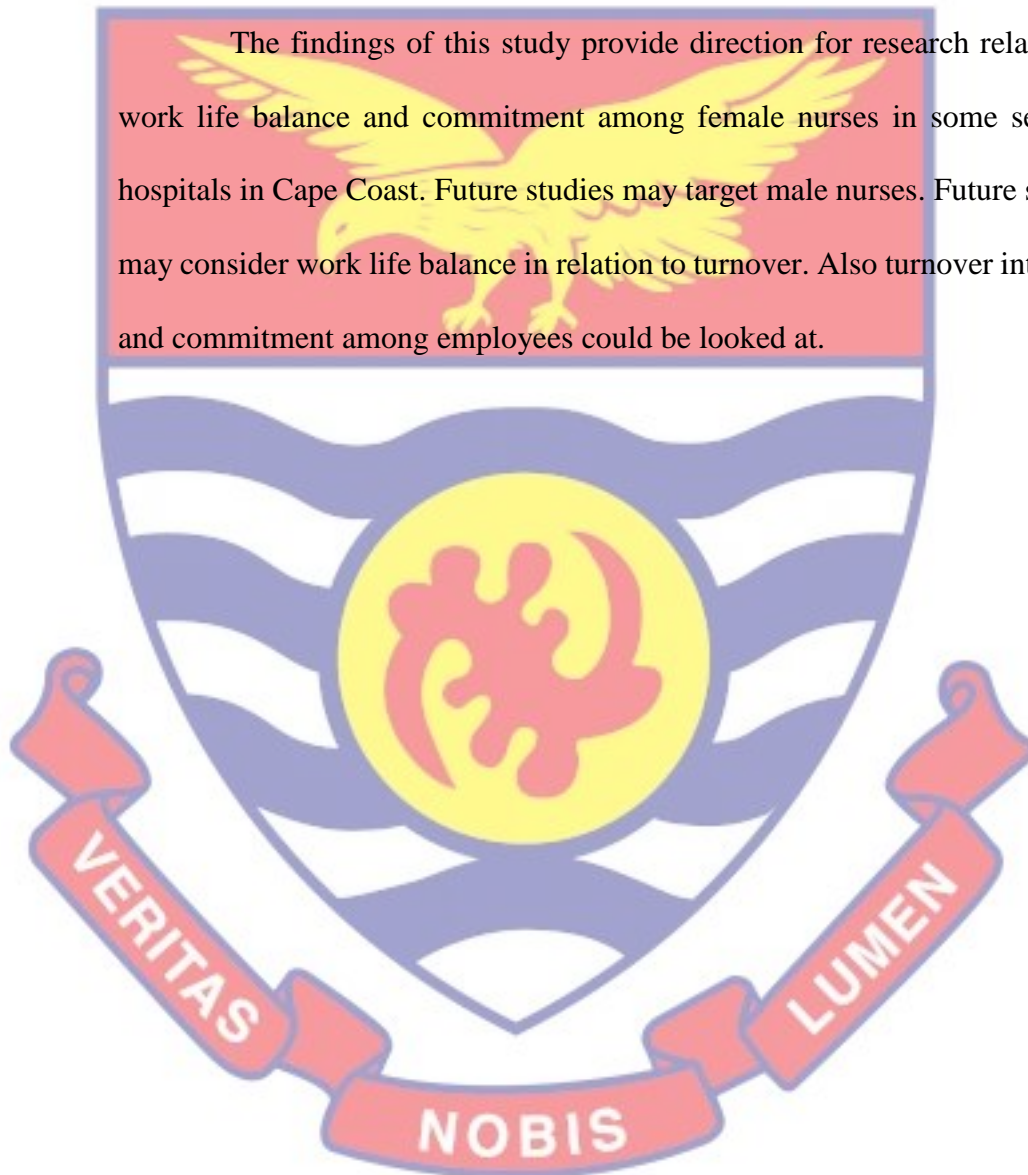 The findings of this study provide direction for research rela
work life balance and commitment among female nurses in some se
hospitals in Cape Coast. Future studies may target male nurses. Future s
may consider work life balance in relation to turnover. Also turnover int
and commitment among employees could be looked at.
VERITAS
NOBIS
LUMEN